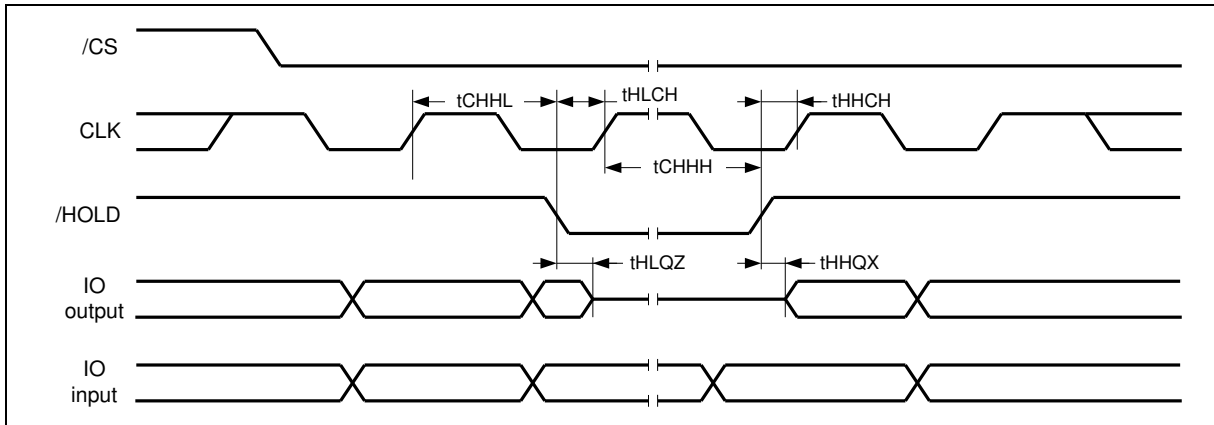 /CS
tCHHL
tHLCH
tHHCH
CLK
tCHHH
/HOLD
tHLQZ
tHHQX
IO
output
IO
input